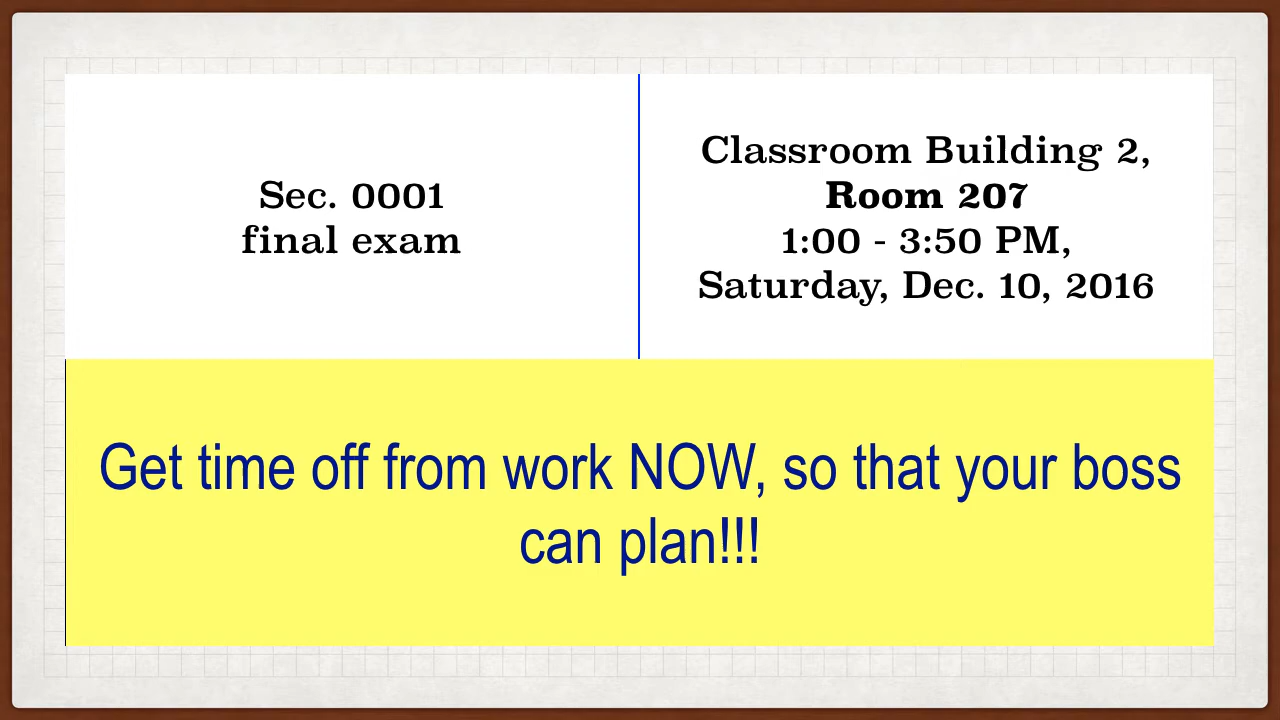 Sec. 0001
final exam
Classroom Building 2,
Room 207
1:00 - 3:50 PM,
Saturday, Dec. 10, 2016
Get time off from work NOW, so that your boss
can plan!!!